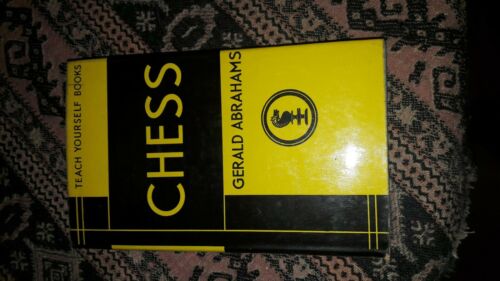 TEACH YOURSELF BOOKS
CHESS
GERALD ABRAHAMS